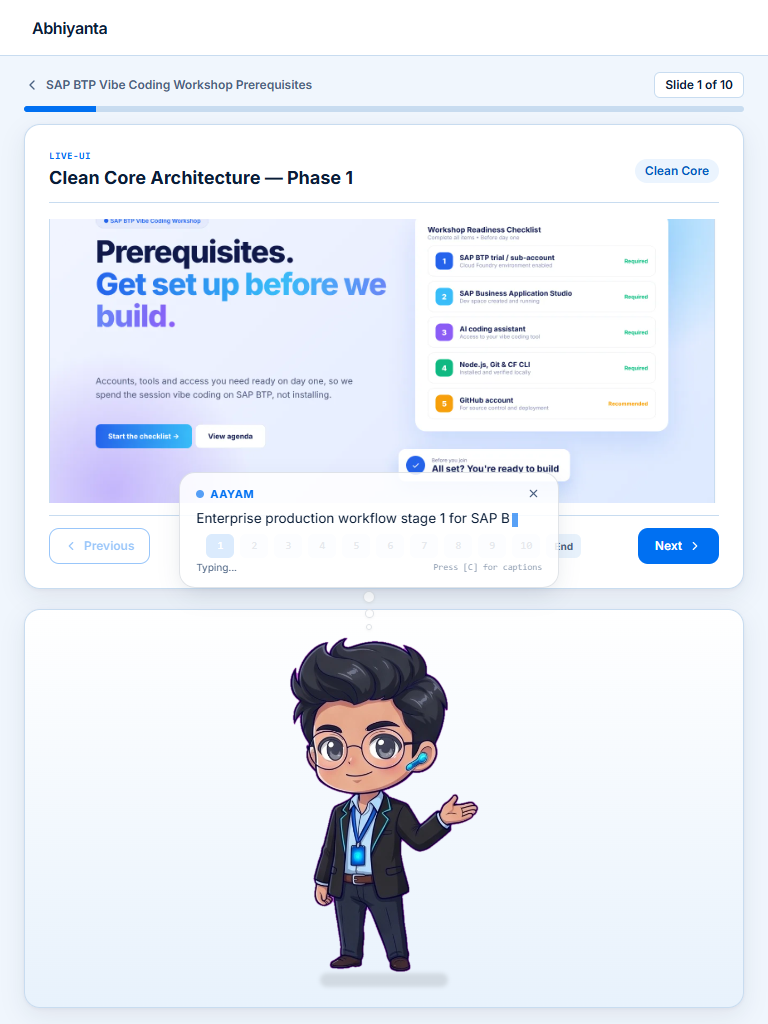 Abhiyanta
SAP BTP Vibe Coding Workshop Prerequisites
Slide 1 of 10
LIVE-UI
Clean Core Architecture — Phase 1
Clean Core
SAP BTP Vibe Coding Workshop
Prerequisites.
Get set up before we
build.
Accounts, tools and access you need ready on day one, so we
spend the session vibe coding on SAP BTP, not installing.
Start the checklist →
View agenda
Workshop Readiness Checklist
Complete all items • Before day one
1
SAP BTP trial / sub-account
Cloud Foundry environment enabled
Required
2
SAP Business Application Studio
Dev space created and running
Required
3
AI coding assistant
Access to your vibe coding tool
Required
4
Node.js, Git & CF CLI
Installed and verified locally
Required
5
GitHub account
For source control and deployment
Recommended
Before you join
All set? You're ready to build
AAYAM
Enterprise production workflow stage 1 for SAP B
1 2 3 4 5 6 7 8 9 10
Typing...
Press [C] for captions
Previous
End
Next